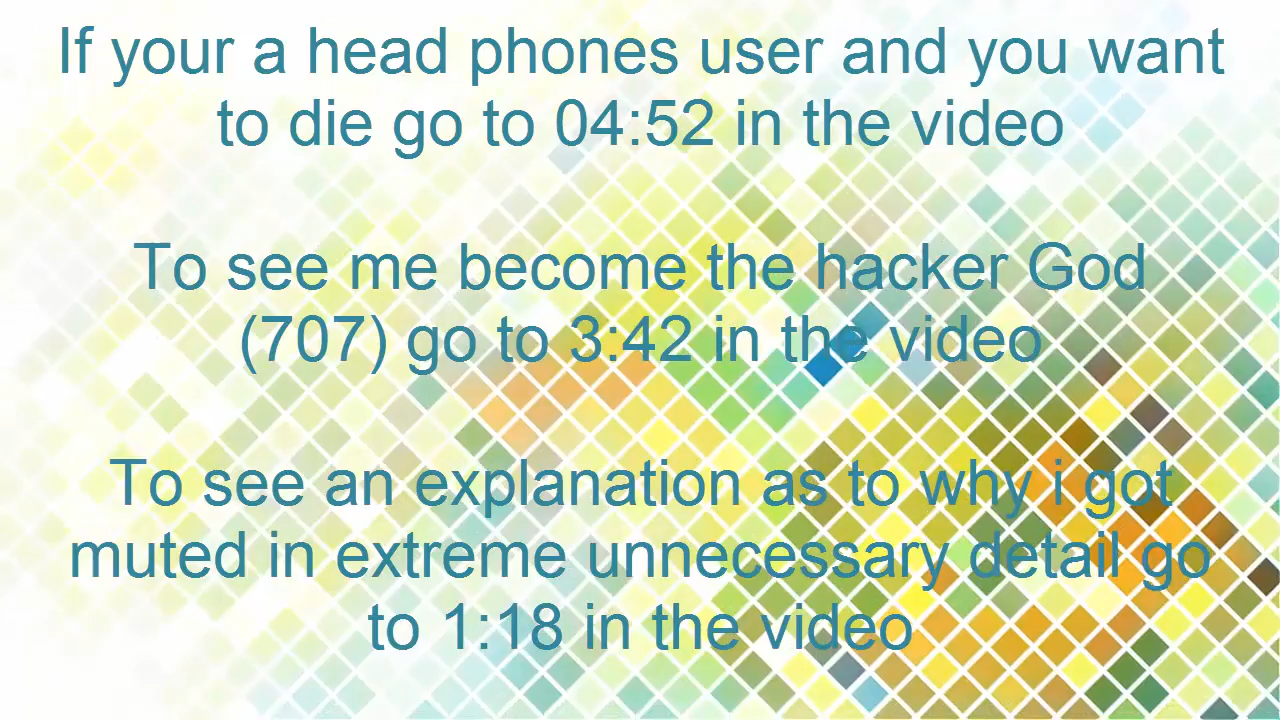 If your a head phones user and you want
to die go to 04:52 in the video
To see me become the hacker God
(707) go to 3:42 in the video
To see an explanation as to why i got
muted in extreme unnecessary detail go
to 1:18 in the video